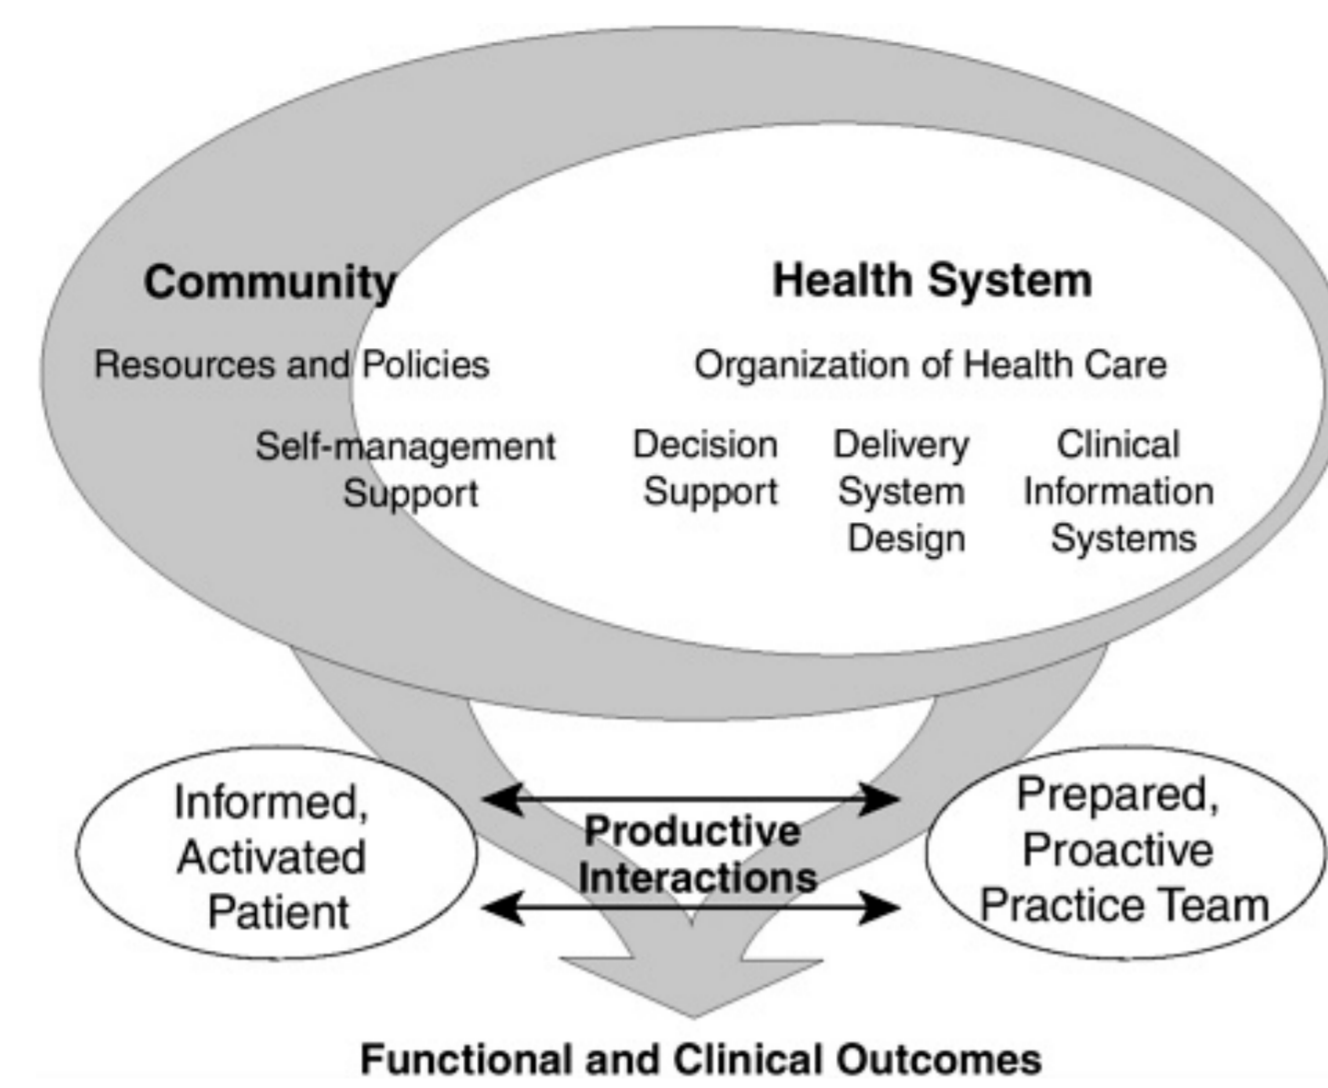 Community
Health System
Resources and Policies
Organization of Health Care
Self-management
Support
Decision
Support
Delivery
System
Design
Clinical
Information
Systems
Informed,
Activated
Patient
Productive
Interactions
Prepared,
Proactive
Practice Team
Functional and Clinical Outcomes